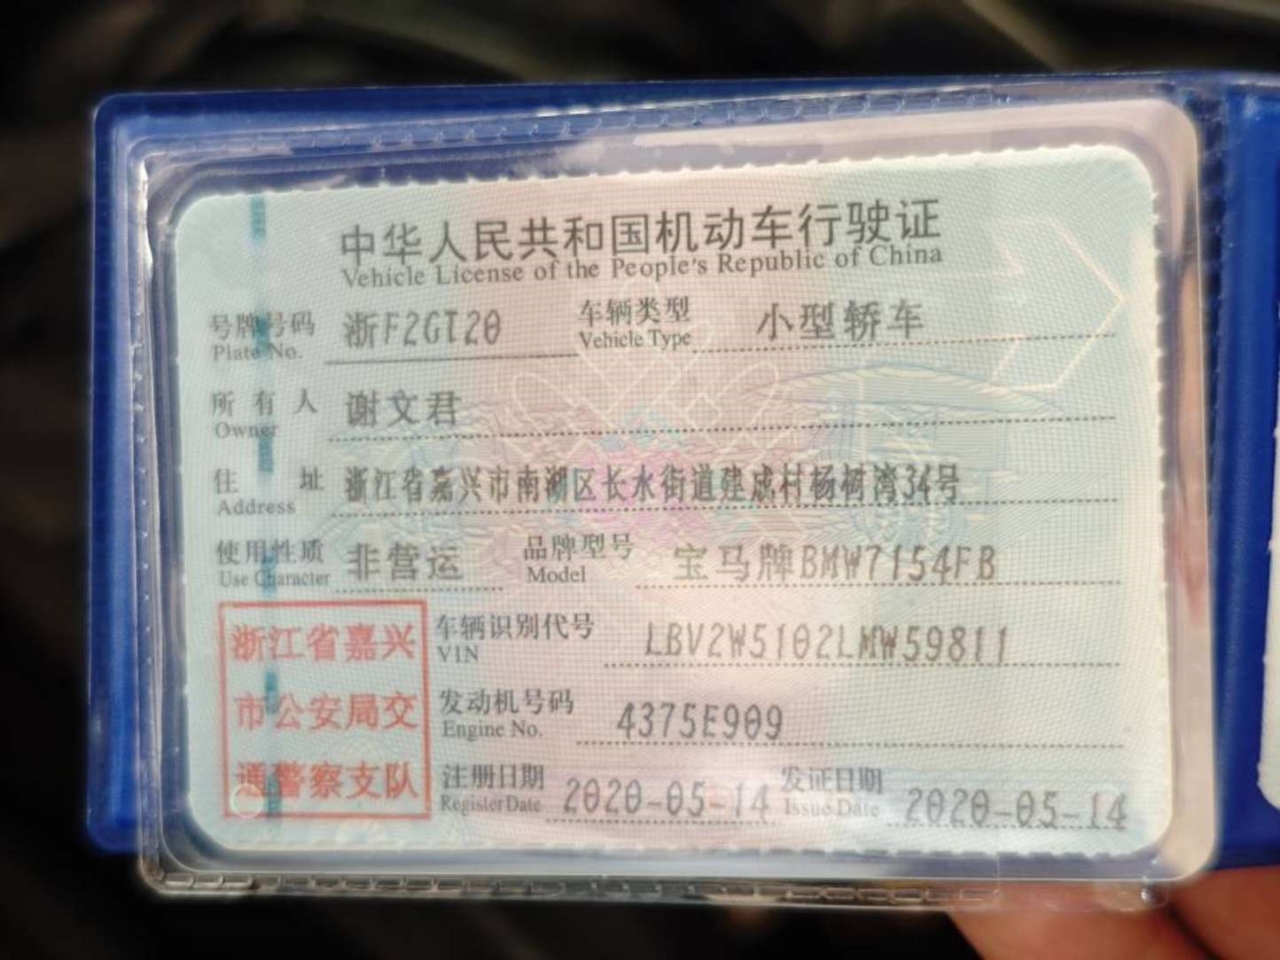 中华人民共和国机动车行驶证
Vehicle License of the People's Republic of China
号牌号码 浙F2GT20 车辆类型 小型轿车
Plate No. Vehicle Type
所有人 谢文君
Owner
住址 浙江省嘉兴市南湖区长水街道建成村杨树湾34号
Address
使用性质 非营运 品牌型号 宝马牌BMW7154FB
Use Character Model
浙江省嘉兴
市公安局交
通警察支队
车辆识别代号 LBV2W5102LMW59811
VIN
发动机号码 4375E909
Engine No.
注册日期 2020-05-14 发证日期 2020-05-14
Register Date Issue Date